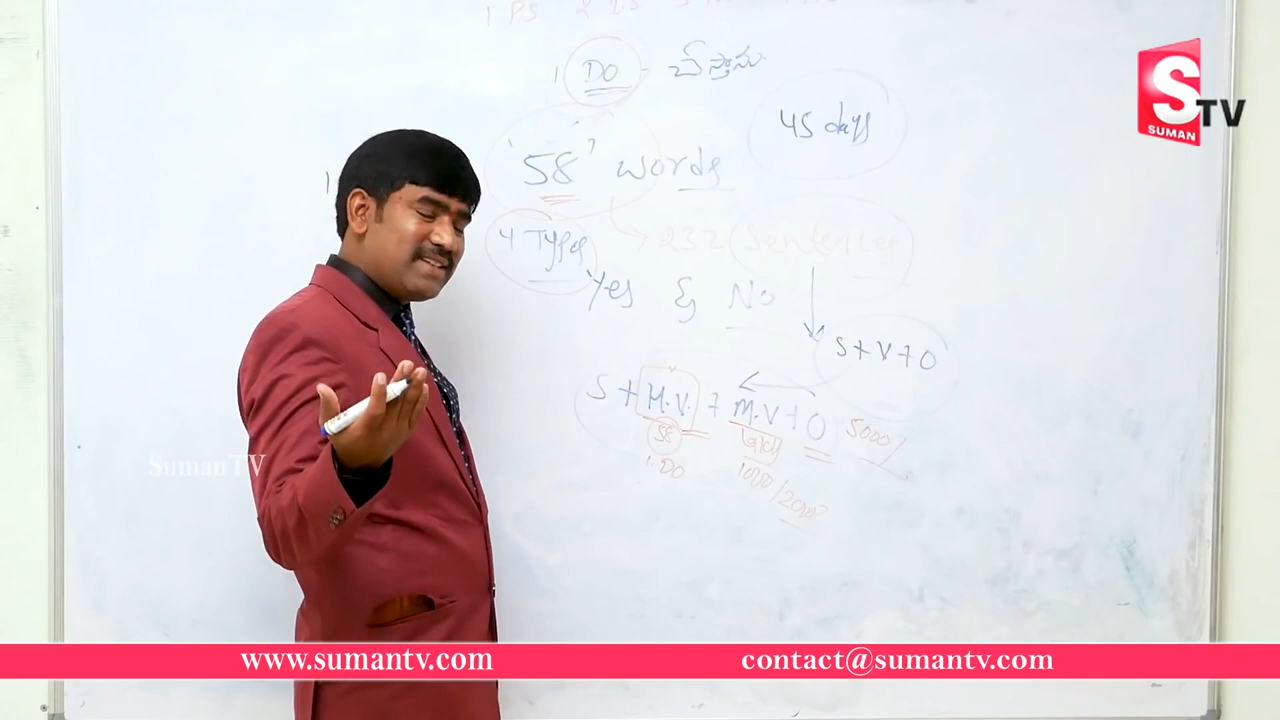 1 DO - చేస్తాను.
45 days
"58" words
4 Types
→ 232 Sentences
Yes & No
S + V + O
S + H.V. + M.V + O
5000/
58
1. DO
1000/2000
S TV
SUMAN
SumanTV
www.sumantv.com
contact@sumantv.com